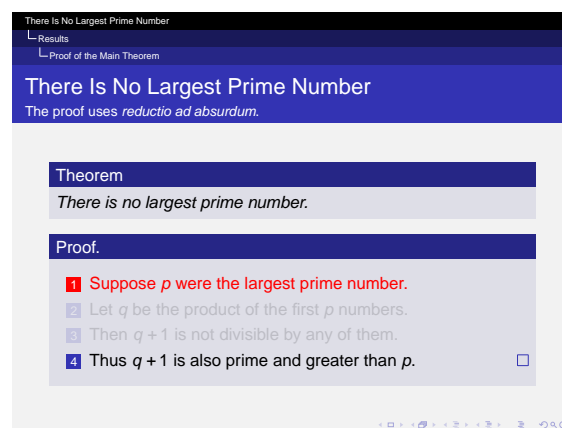 There Is No Largest Prime Number
Results
Proof of the Main Theorem
There Is No Largest Prime Number
The proof uses reductio ad absurdum.
Theorem
There is no largest prime number.
Proof.
1 Suppose p were the largest prime number.
2 Let q be the product of the first p numbers.
3 Then q + 1 is not divisible by any of them.
4 Thus q + 1 is also prime and greater than p. □